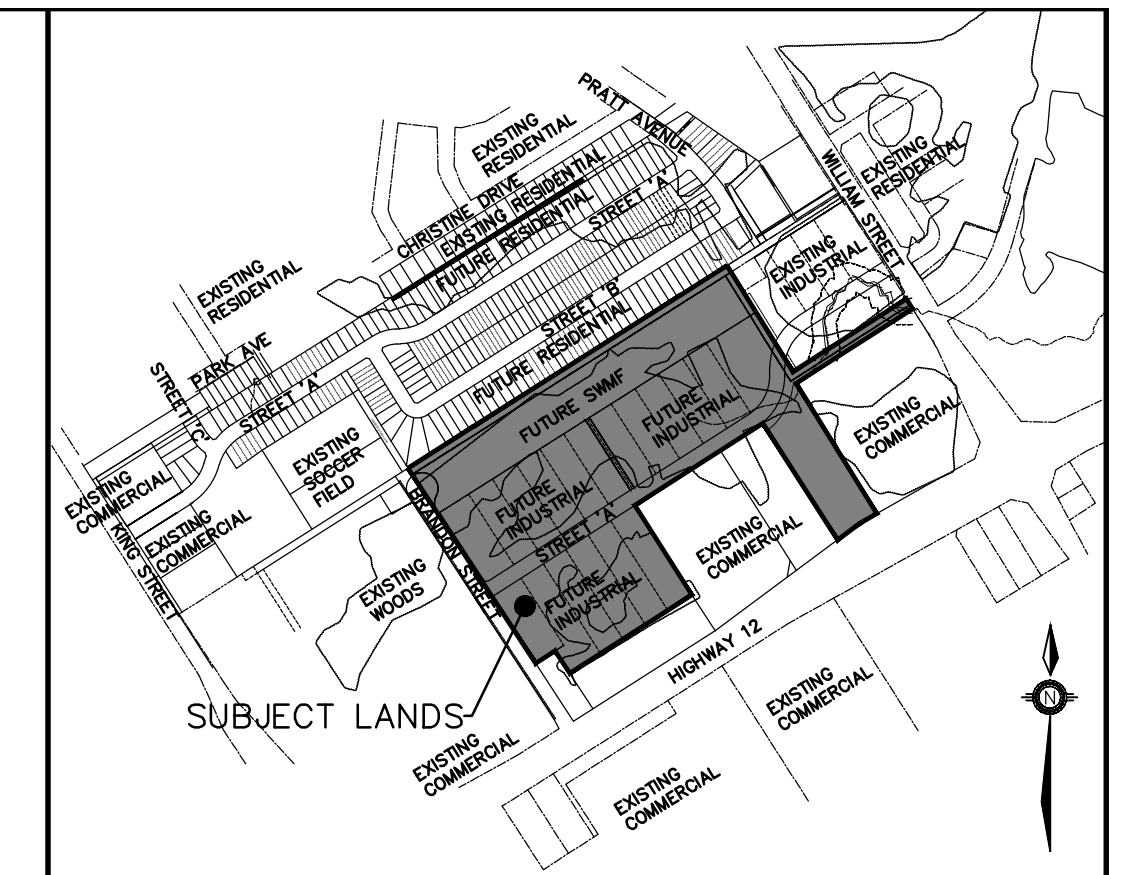 PRATT AVENUE
EXISTING
RESIDENTIAL
WILLIAM STREET
EXISTING
RESIDENTIAL
CHRISTINE DRIVE
EXISTING RESIDENTIAL
FUTURE RESIDENTIAL
STREET 'A'
EXISTING
RESIDENTIAL
EXISTING
INDUSTRIAL
STREET 'B'
FUTURE RESIDENTIAL
PARK AVE
STREET 'C'
STREET 'A'
FUTURE SWMF
FUTURE
INDUSTRIAL
EXISTING
COMMERCIAL
EXISTING
SOCCER
FIELD
EXISTING
COMMERCIAL
EXISTING
COMMERCIAL
KING STREET
BRANDON STREET
FUTURE
INDUSTRIAL
STREET 'A'
EXISTING
COMMERCIAL
EXISTING
WOODS
FUTURE
INDUSTRIAL
HIGHWAY 12
SUBJECT LANDS
EXISTING
COMMERCIAL
EXISTING
COMMERCIAL
EXISTING
COMMERCIAL
N